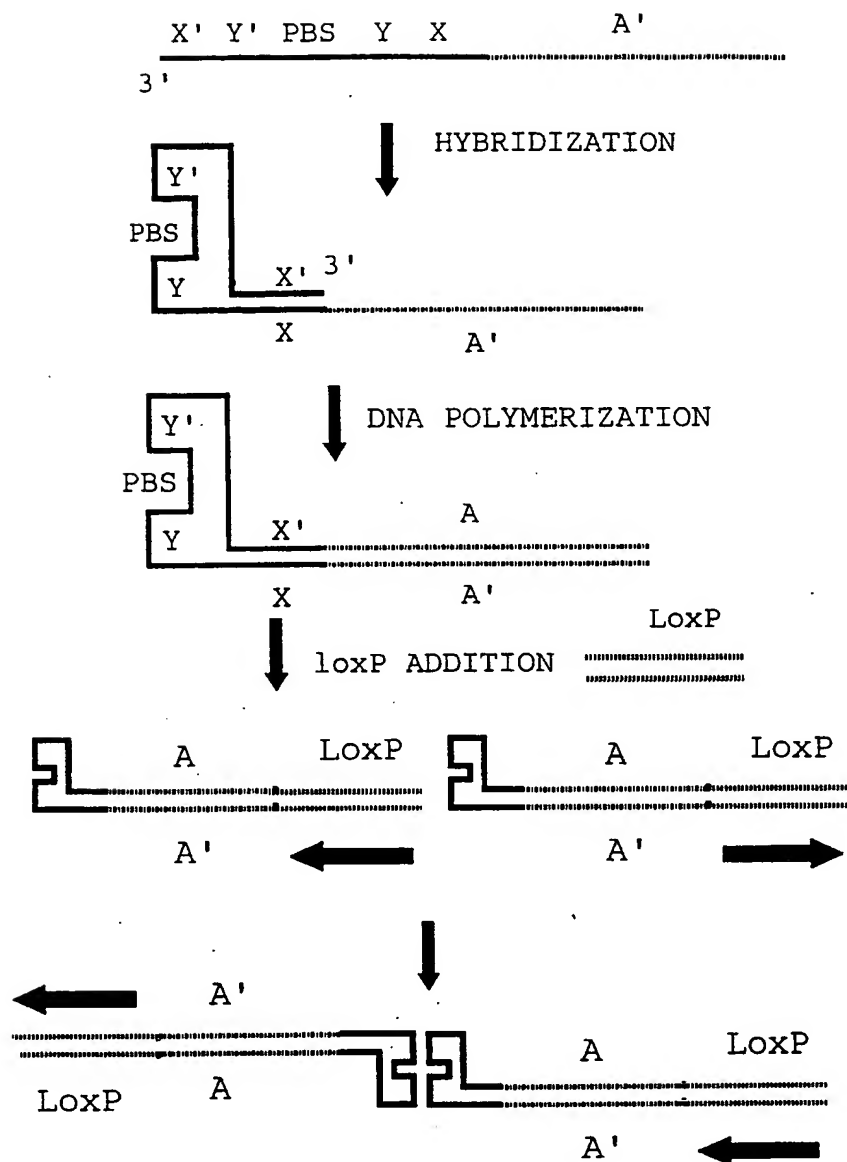 X' Y' PBS Y X A'
3'
HYBRIDIZATION
Y'
PBS
Y X' 3'
X A'
DNA POLYMERIZATION
Y'
PBS A
Y X'
X A'
LoxP
loxP ADDITION
A LoxP A LoxP
A' A'
A'
A LoxP
LoxP A
A'